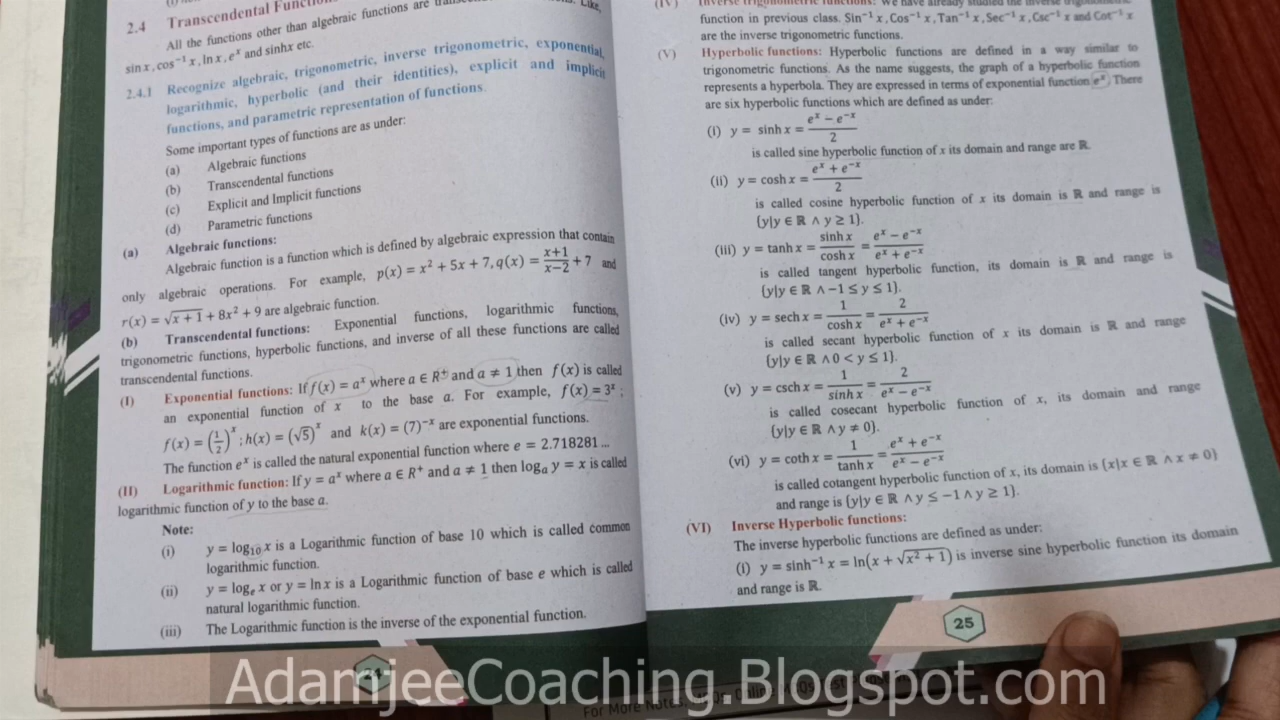 2.4 Transcendental Functions
All the functions other than algebraic functions are Like,
sin x, cos⁻¹ x, ln x, eˣ and sinhx etc.
2.4.1 Recognize algebraic, trigonometric, inverse trigonometric, exponential,
logarithmic, hyperbolic (and their identities), explicit and implicit
functions, and parametric representation of functions.
Some important types of functions are as under:
(a) Algebraic functions
(b) Transcendental functions
(c) Explicit and Implicit functions
(d) Parametric functions
(a) Algebraic functions:
Algebraic function is a function which is defined by algebraic expression that contain
only algebraic operations. For example, p(x) = x² + 5x + 7, q(x) = (x+1)/(x−2) + 7 and
r(x) = √(x + 1) + 8x² + 9 are algebraic function.
(b) Transcendental functions: Exponential functions, logarithmic functions,
trigonometric functions, hyperbolic functions, and inverse of all these functions are called
transcendental functions.
(I) Exponential functions: If f(x) = aˣ where a ∈ R⁺ and a ≠ 1 then f(x) is called
an exponential function of x to the base a. For example, f(x) = 3ˣ ;
f(x) = (1/2)ˣ ; h(x) = (√5)ˣ and k(x) = (7)⁻ˣ are exponential functions.
The function eˣ is called the natural exponential function where e = 2.718281 ...
(II) Logarithmic function: If y = aˣ where a ∈ R⁺ and a ≠ 1 then logₐ y = x is called
logarithmic function of y to the base a.
Note:
(i) y = log₁₀ x is a Logarithmic function of base 10 which is called common
logarithmic function.
(ii) y = logₑ x or y = ln x is a Logarithmic function of base e which is called
natural logarithmic function.
(iii) The Logarithmic function is the inverse of the exponential function.
(IV) Inverse trigonometric functions: We have already studied the inverse trigonometric
function in previous class. Sin⁻¹ x, Cos⁻¹ x, Tan⁻¹ x, Sec⁻¹ x, Csc⁻¹ x and Cot⁻¹ x
are the inverse trigonometric functions.
(V) Hyperbolic functions: Hyperbolic functions are defined in a way similar to
trigonometric functions. As the name suggests, the graph of a hyperbolic function
represents a hyperbola. They are expressed in terms of exponential function eˣ. There
are six hyperbolic functions which are defined as under:
(i) y = sinh x = (eˣ − e⁻ˣ)/2
is called sine hyperbolic function of x its domain and range are ℝ.
(ii) y = cosh x = (eˣ + e⁻ˣ)/2
is called cosine hyperbolic function of x its domain is ℝ and range is
{y|y ∈ ℝ ∧ y ≥ 1}.
(iii) y = tanh x = sinh x/cosh x = (eˣ − e⁻ˣ)/(eˣ + e⁻ˣ)
is called tangent hyperbolic function, its domain is ℝ and range is
{y|y ∈ ℝ ∧ −1 ≤ y ≤ 1}.
(iv) y = sech x = 1/cosh x = 2/(eˣ + e⁻ˣ)
is called secant hyperbolic function of x its domain is ℝ and range
{y|y ∈ ℝ ∧ 0 < y ≤ 1}.
(v) y = csch x = 1/sinh x = 2/(eˣ − e⁻ˣ)
is called cosecant hyperbolic function of x, its domain and range
{y|y ∈ ℝ ∧ y ≠ 0}.
(vi) y = coth x = 1/tanh x = (eˣ + e⁻ˣ)/(eˣ − e⁻ˣ)
is called cotangent hyperbolic function of x, its domain is {x|x ∈ ℝ ∧ x ≠ 0}
and range is {y|y ∈ ℝ ∧ y ≤ −1 ∧ y ≥ 1}.
(VI) Inverse Hyperbolic functions:
The inverse hyperbolic functions are defined as under:
(i) y = sinh⁻¹ x = ln(x + √(x² + 1)) is inverse sine hyperbolic function its domain
and range is ℝ.
25
AdamjeeCoaching.Blogspot.com
For More Notes,